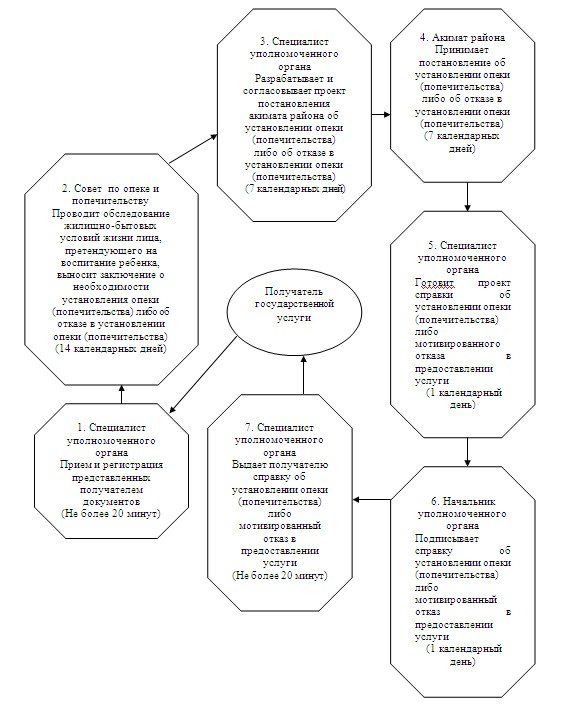 Получатель
государственной
услуги
1. Специалист
уполномоченного
органа
Прием и регистрация
представленных
получателем
документов
(Не более 20 минут)
2. Совет по опеке и
попечительству
Проводит обследование
жилищно-бытовых
условий жизни лица,
претендующего на
воспитание ребенка,
выносит заключение о
необходимости
установления опеки
(попечительства) либо об
отказе в установлении
опеки (попечительства)
(14 календарных дней)
3. Специалист
уполномоченного
органа
Разрабатывает и
согласовывает проект
постановления
акимата района об
установлении опеки
(попечительства)
либо об отказе в
установлении опеки
(попечительства)
(7 календарных дней)
4. Акимат района
Принимает
постановление об
установлении опеки
(попечительства)
либо об отказе в
установлении опеки
(попечительства)
(7 календарных
дней)
5. Специалист
уполномоченного
органа
Готовит проект
справки об
установлении опеки
(попечительства)
либо
мотивированного
отказа в
предоставлении
услуги
(1 календарный
день)
6. Начальник
уполномоченного
органа
Подписывает
справку об
установлении опеки
(попечительства)
либо
мотивированный
отказ в
предоставлении
услуги
(1 календарный
день)
7. Специалист
уполномоченного
органа
Выдает получателю
справку об
установлении опеки
(попечительства)
либо
мотивированный
отказ в
предоставлении
услуги
(Не более 20 минут)